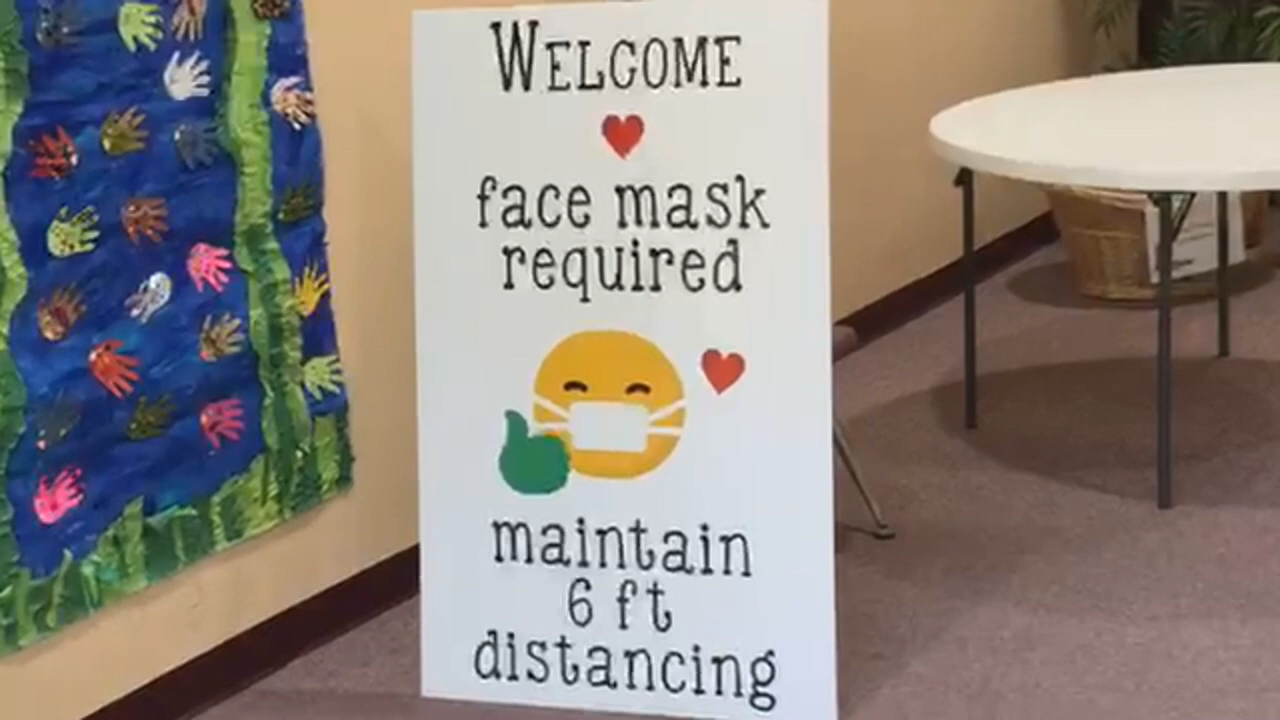 WELCOME
face mask
required
maintain
6 ft
distancing